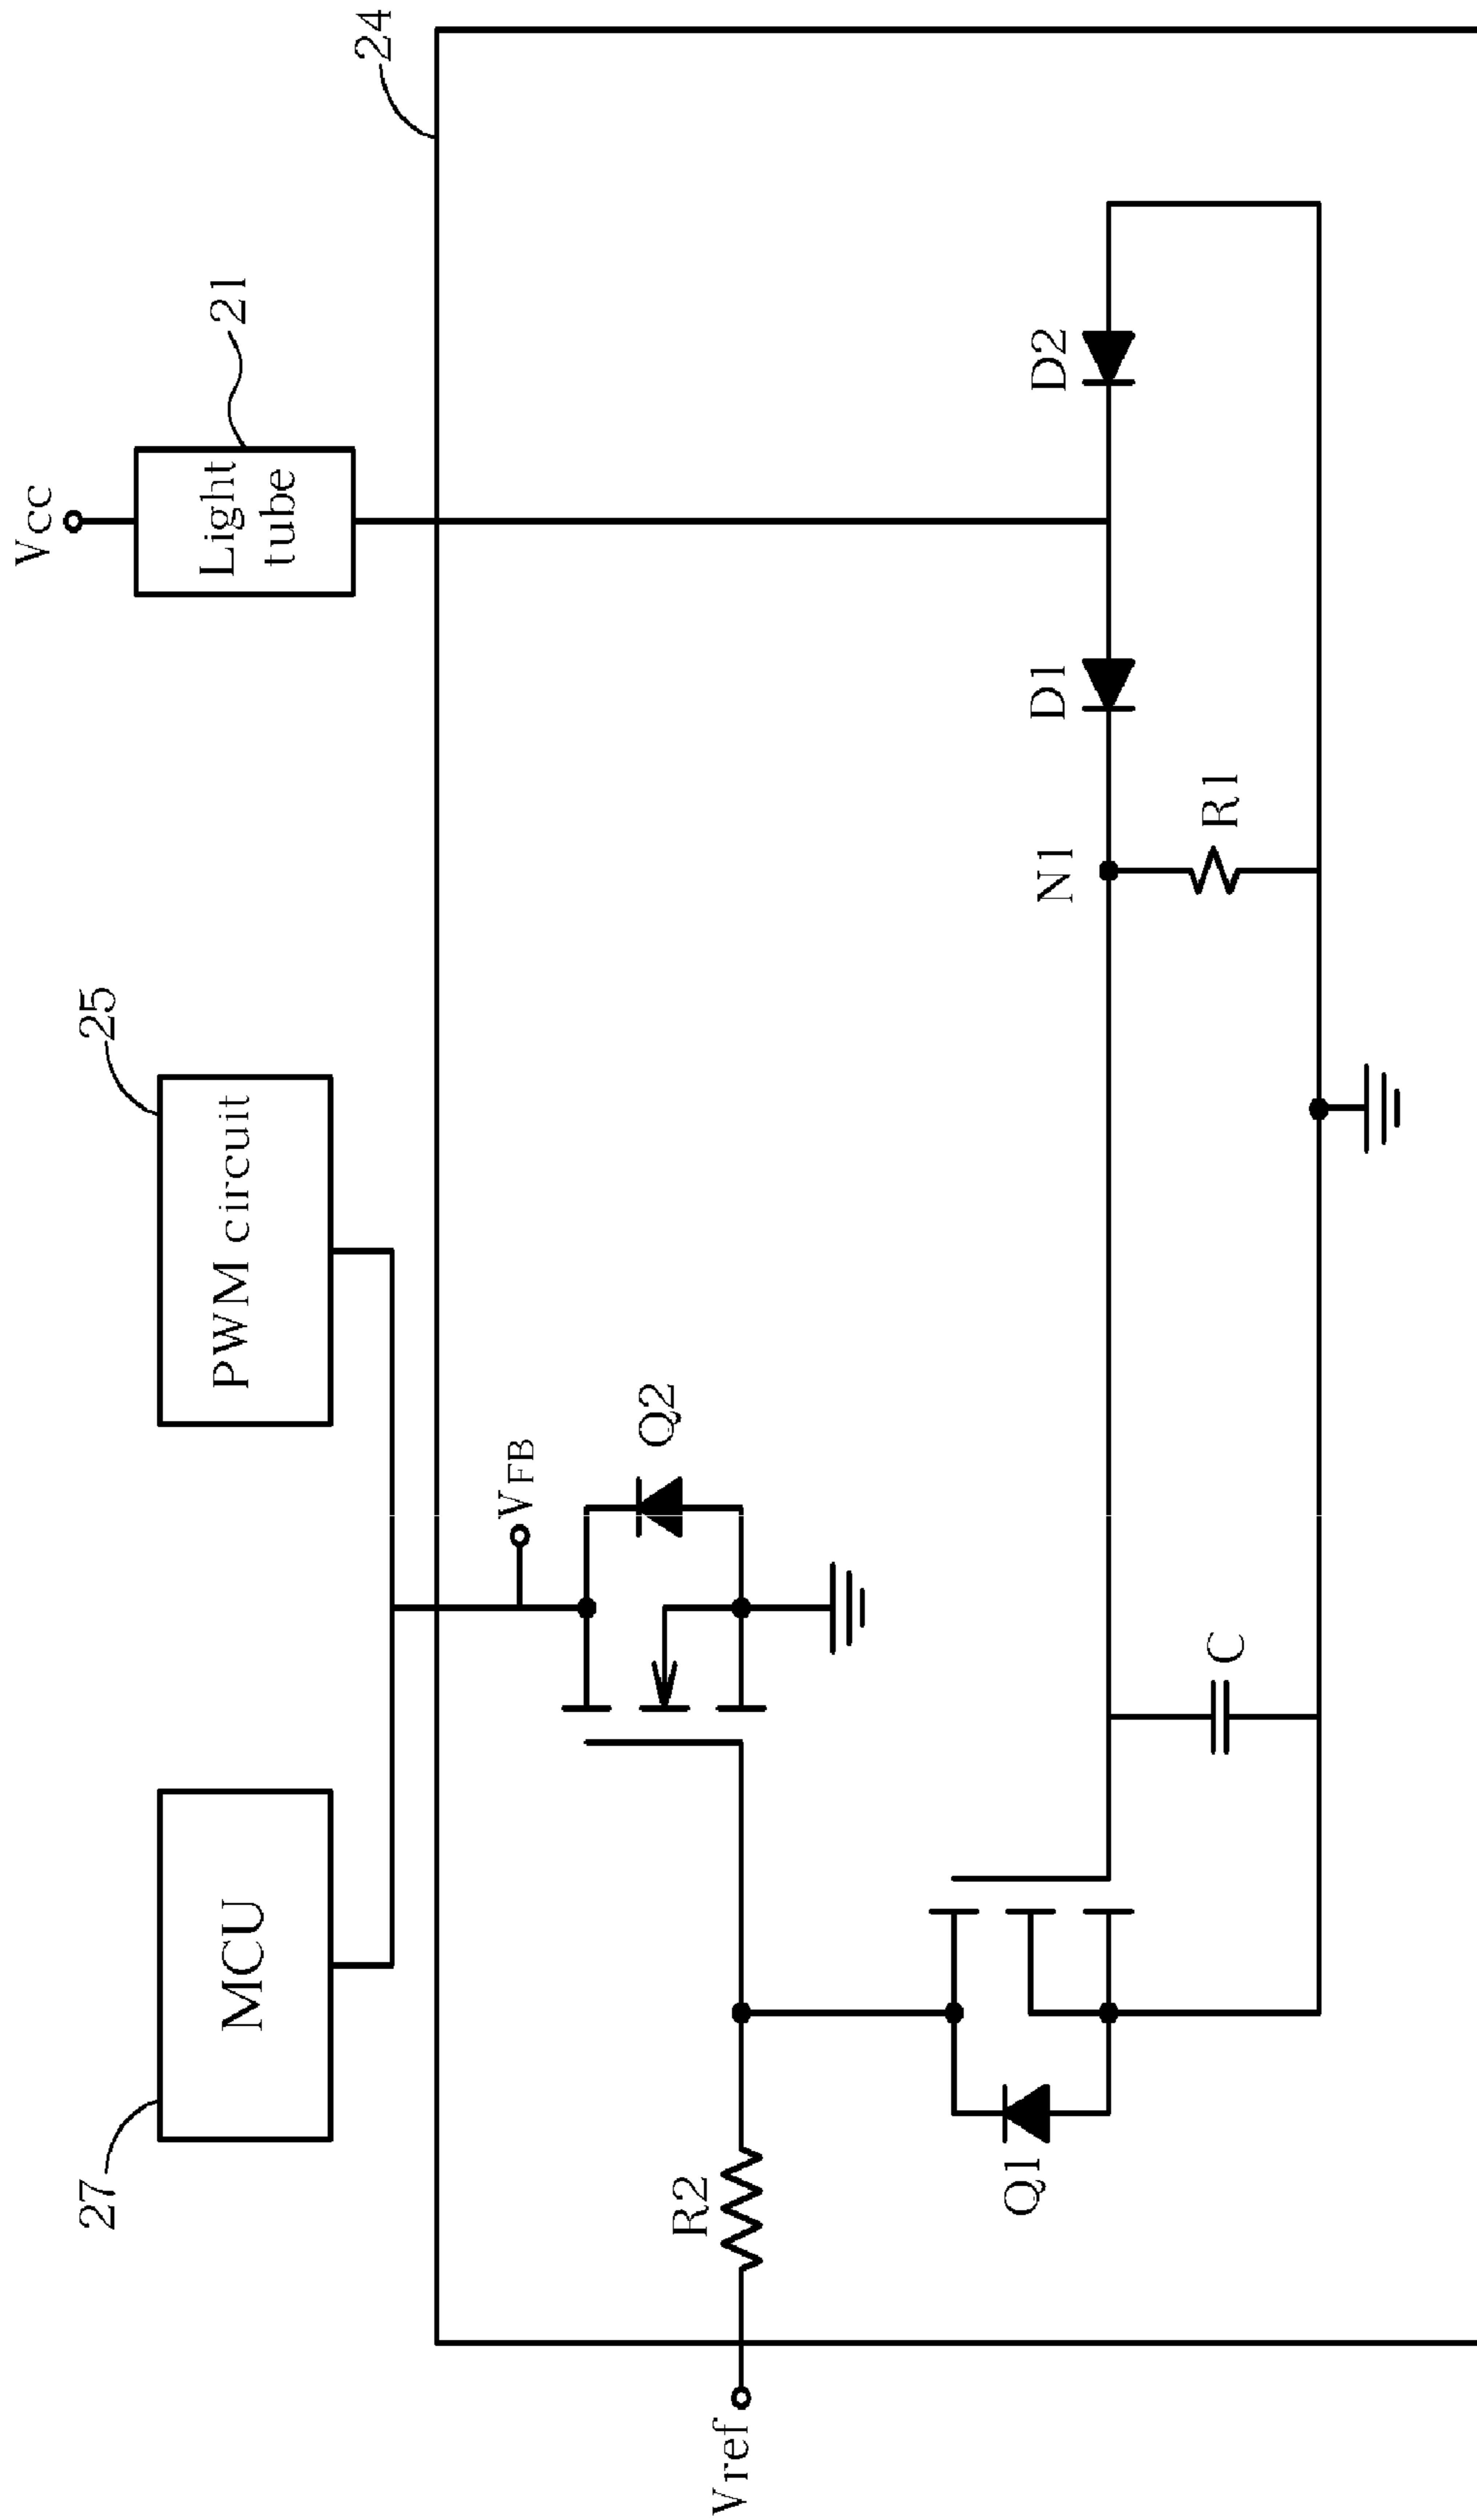 27
MCU
25
PWM circuit
Vcc
21
Light
tube
24
VFB
Q2
Vref
R2
Q1
C
N1
R1
D1
D2